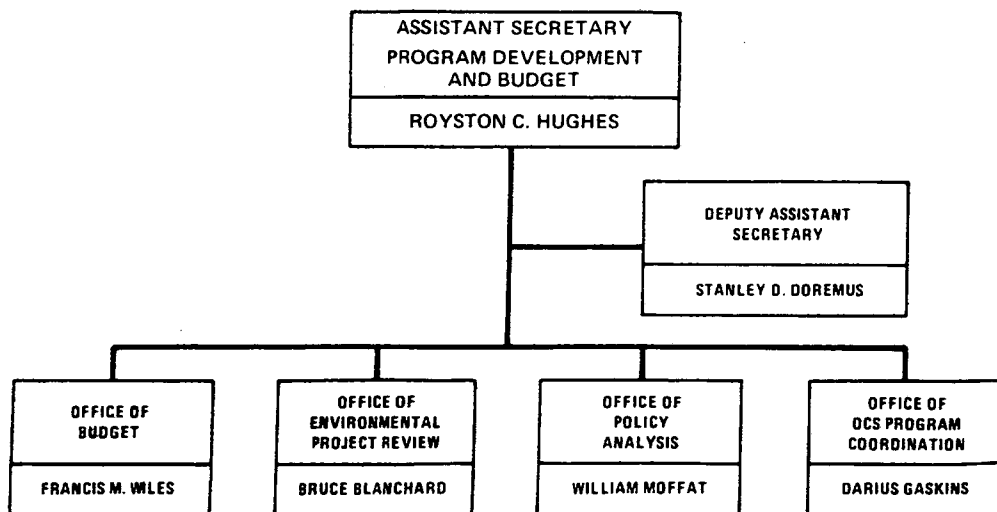 ASSISTANT SECRETARY
PROGRAM DEVELOPMENT
AND BUDGET
ROYSTON C. HUGHES
DEPUTY ASSISTANT
SECRETARY
STANLEY D. DOREMUS
OFFICE OF
BUDGET
FRANCIS M. WILES
OFFICE OF
ENVIRONMENTAL
PROJECT REVIEW
BRUCE BLANCHARD
OFFICE OF
POLICY
ANALYSIS
WILLIAM MOFFAT
OFFICE OF
OCS PROGRAM
COORDINATION
DARIUS GASKINS